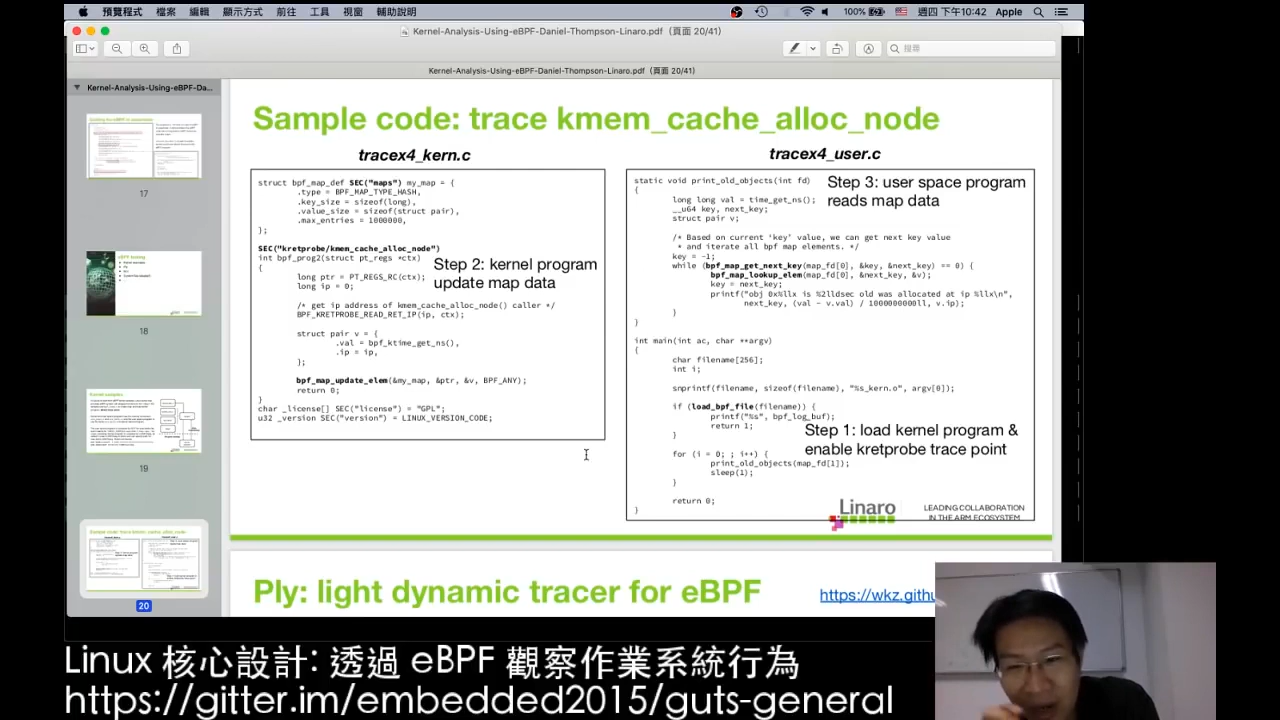 預覽程式 檔案 編輯 顯示方式 前往 工具 視窗 輔助說明 100% 週四 下午10:42 Apple
Kernel-Analysis-Using-eBPF-Daniel-Thompson-Linaro.pdf (頁面 20/41)
搜尋
Kernel-Analysis-Using-eBPF-Daniel-Thompson-Linaro.pdf (頁面 20/41)
Kernel-Analysis-Using-eBPF-Da...
17
18
19
20
Sample code: trace kmem_cache_alloc_node
tracex4_kern.c
struct bpf_map_def SEC("maps") my_map = {
.type = BPF_MAP_TYPE_HASH,
.key_size = sizeof(long),
.value_size = sizeof(struct pair),
.max_entries = 1000000,
};
SEC("kretprobe/kmem_cache_alloc_node")
int bpf_prog2(struct pt_regs *ctx)
{
long ptr = PT_REGS_RC(ctx);
long ip = 0;
Step 2: kernel program
update map data
/* get ip address of kmem_cache_alloc_node() caller */
BPF_KRETPROBE_READ_RET_IP(ip, ctx);
struct pair v = {
.val = bpf_ktime_get_ns(),
.ip = ip,
};
bpf_map_update_elem(&my_map, &ptr, &v, BPF_ANY);
return 0;
}
char _license[] SEC("license") = "GPL";
u32 _version SEC("version") = LINUX_VERSION_CODE;
tracex4_user.c
static void print_old_objects(int fd)
{
long long val = time_get_ns();
__u64 key, next_key;
struct pair v;
Step 3: user space program
reads map data
/* Based on current 'key' value, we can get next key value
* and iterate all bpf map elements. */
key = -1;
while (bpf_map_get_next_key(map_fd[0], &key, &next_key) == 0) {
bpf_map_lookup_elem(map_fd[0], &next_key, &v);
key = next_key;
printf("obj 0x%llx is %2lldsec old was allocated at ip %llx\n",
next_key, (val - v.val) / 1000000000ll, v.ip);
}
}
int main(int ac, char **argv)
{
char filename[256];
int i;
snprintf(filename, sizeof(filename), "%s_kern.o", argv[0]);
if (load_bpf_file(filename)) {
printf("%s", bpf_log_buf);
return 1;
}
Step 1: load kernel program &
enable kretprobe trace point
for (i = 0; ; i++) {
print_old_objects(map_fd[1]);
sleep(1);
}
return 0;
}
Linaro
LEADING COLLABORATION
IN THE ARM ECOSYSTEM
Ply: light dynamic tracer for eBPF
https://wkz.githu
Linux 核心設計: 透過 eBPF 觀察作業系統行為
https://gitter.im/embedded2015/guts-general